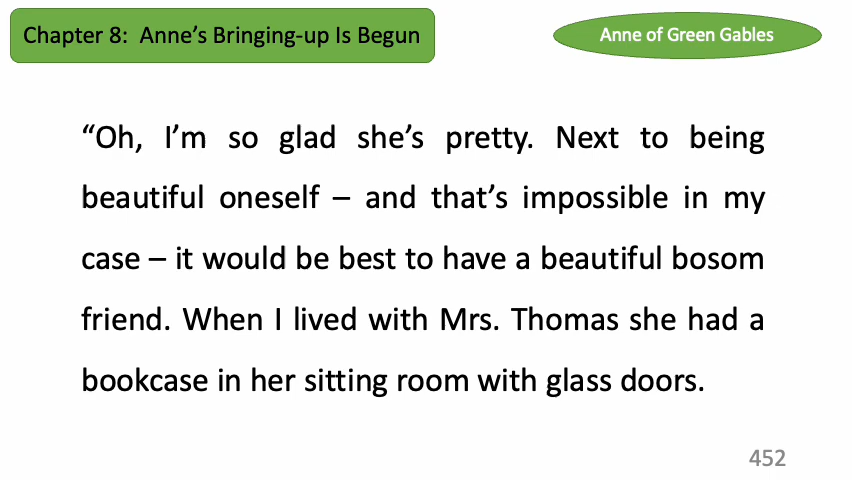 Chapter 8:  Anne’s Bringing-up Is Begun
Anne of Green Gables
“Oh, I’m so glad she’s pretty. Next to being
beautiful oneself – and that’s impossible in my
case – it would be best to have a beautiful bosom
friend. When I lived with Mrs. Thomas she had a
bookcase in her sitting room with glass doors.
452